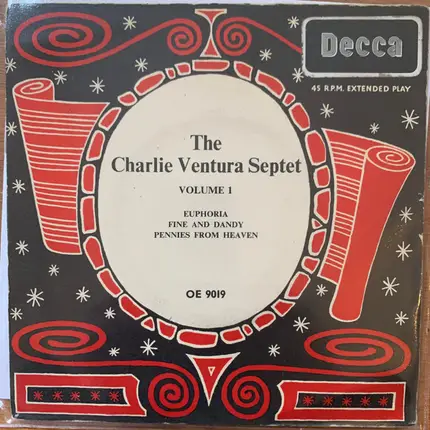 Decca
45 R.P.M. EXTENDED PLAY
The
Charlie Ventura Septet
VOLUME 1
EUPHORIA
FINE AND DANDY
PENNIES FROM HEAVEN
OE 9019